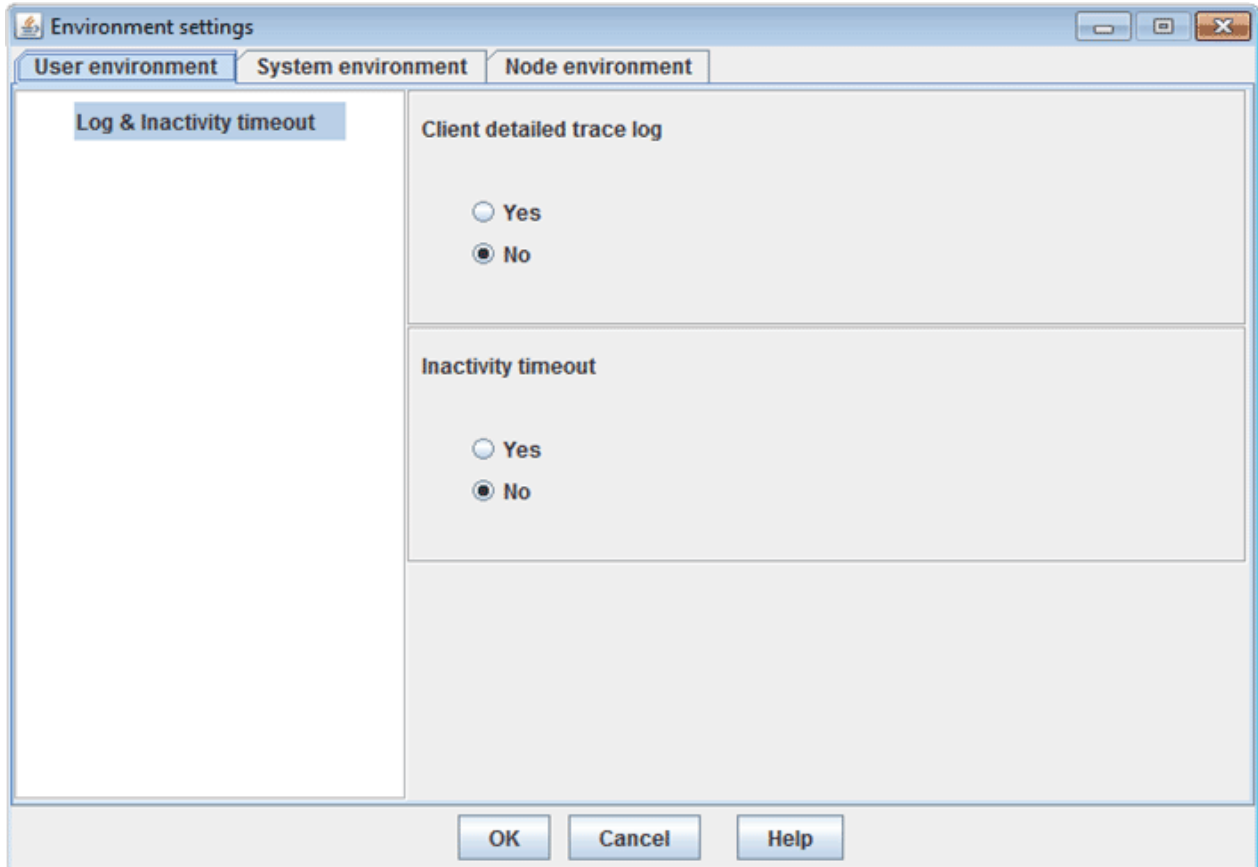 Environment settings
User environment System environment Node environment
Log & Inactivity timeout
Client detailed trace log
Yes
No
Inactivity timeout
Yes
No
OK Cancel Help